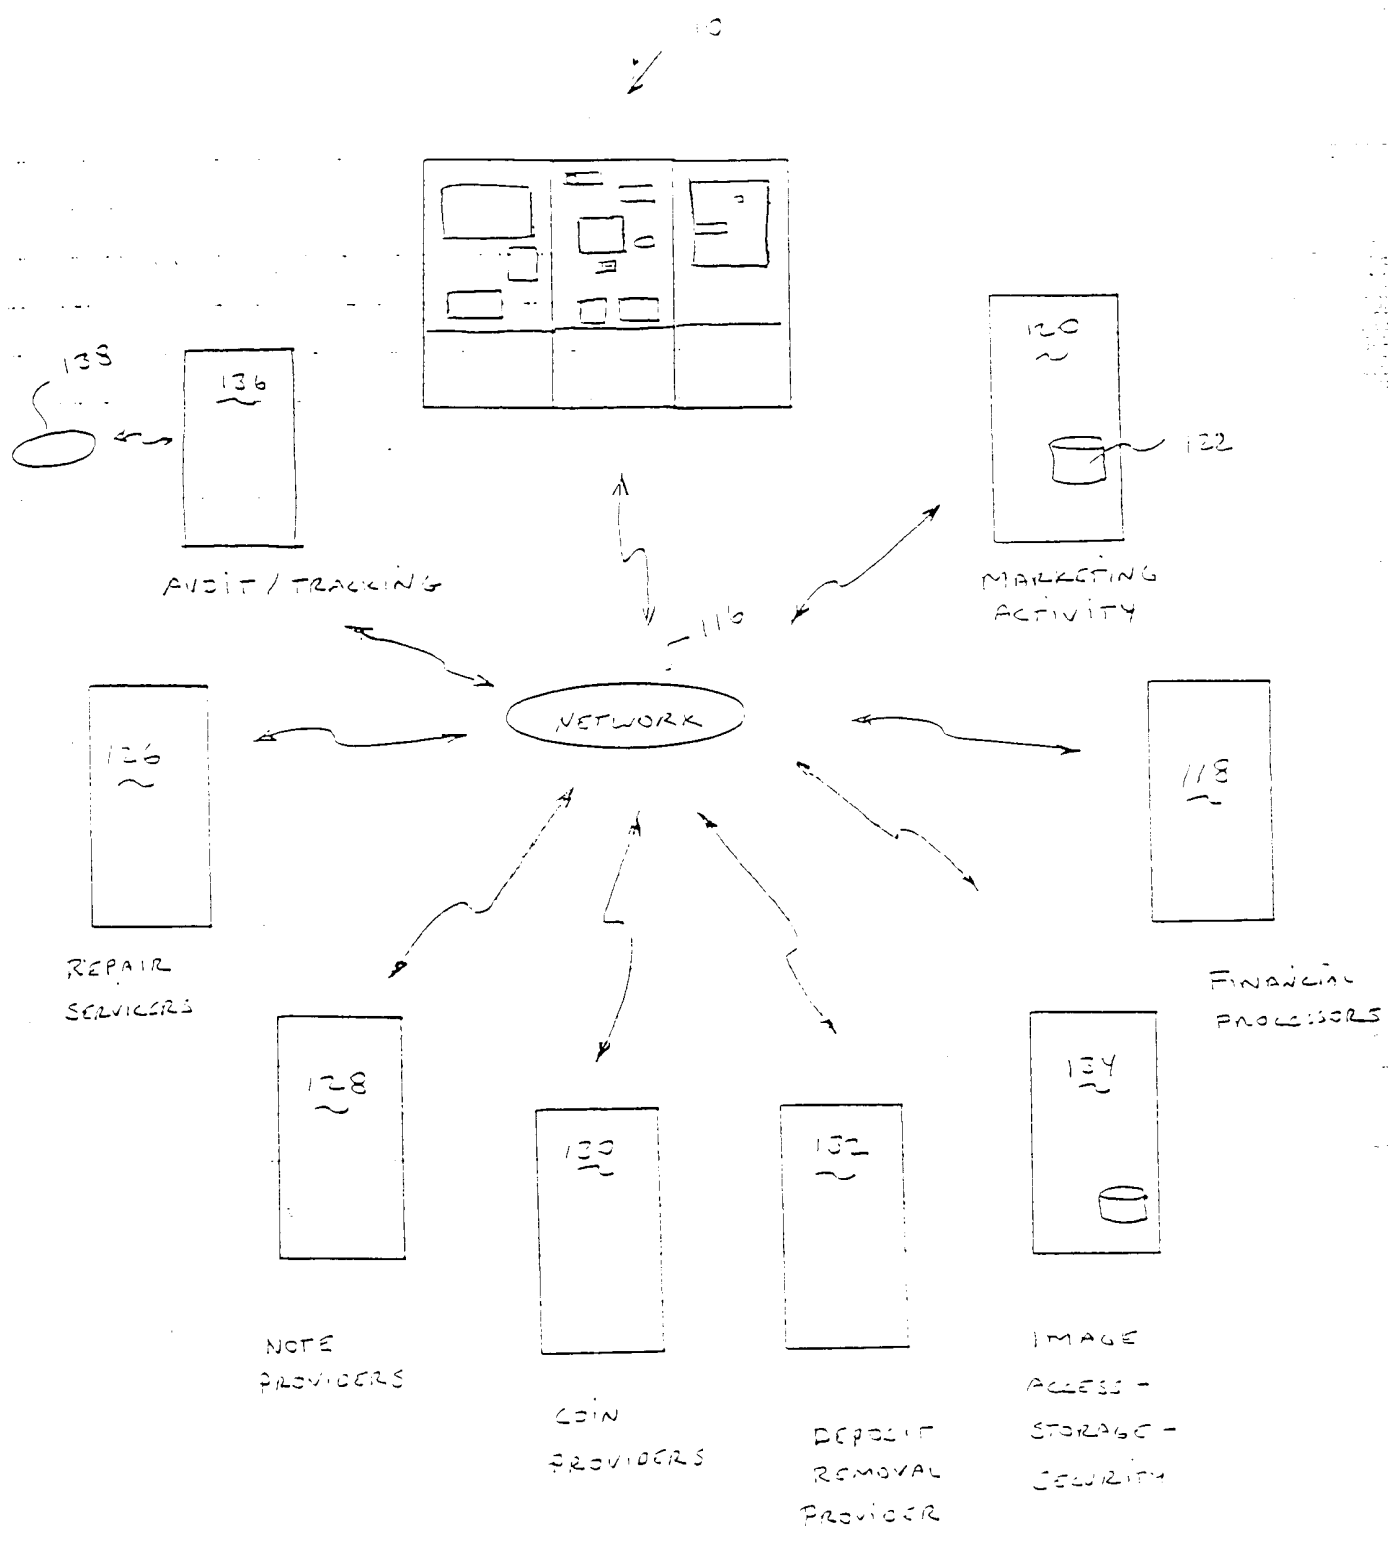 10
138
136
120
122
AUDIT / TRACKING
MARKETING
ACTIVITY
116
NETWORK
126
118
REPAIR
SERVICERS
FINANCIAL
PROCESSORS
128
134
130
132
NOTE
PROVIDERS
IMAGE
ACCESS -
STORAGE -
SECURITY
COIN
PROVIDERS
DEPOSIT
REMOVAL
PROVIDER